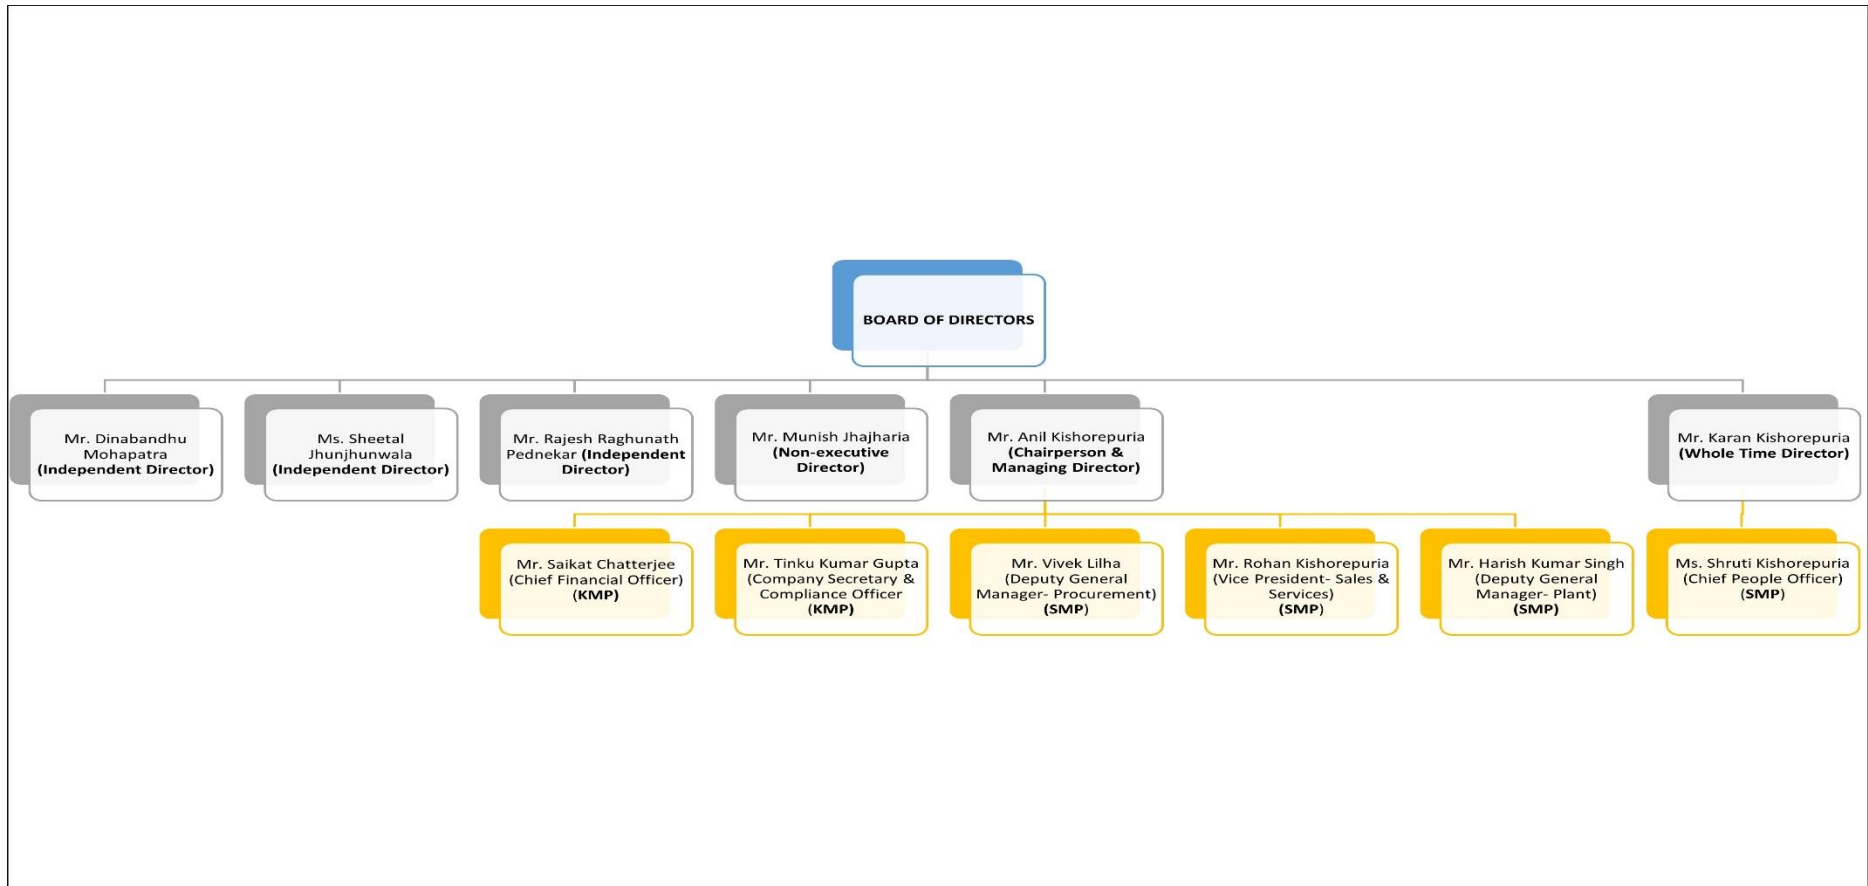 BOARD OF DIRECTORS
Mr. Dinabandhu
Mohapatra
(Independent Director)
Ms. Sheetal
Jhunjhunwala
(Independent Director)
Mr. Rajesh Raghunath
Pednekar (Independent
Director)
Mr. Munish Jhajharia
(Non-executive
Director)
Mr. Anil Kishorepuria
(Chairperson &
Managing Director)
Mr. Karan Kishorepuria
(Whole Time Director)
Mr. Saikat Chatterjee
(Chief Financial Officer)
(KMP)
Mr. Tinku Kumar Gupta
(Company Secretary &
Compliance Officer
(KMP)
Mr. Vivek Lilha
(Deputy General
Manager- Procurement)
(SMP)
Mr. Rohan Kishorepuria
(Vice President- Sales &
Services)
(SMP)
Mr. Harish Kumar Singh
(Deputy General
Manager- Plant)
(SMP)
Ms. Shruti Kishorepuria
(Chief People Officer)
(SMP)